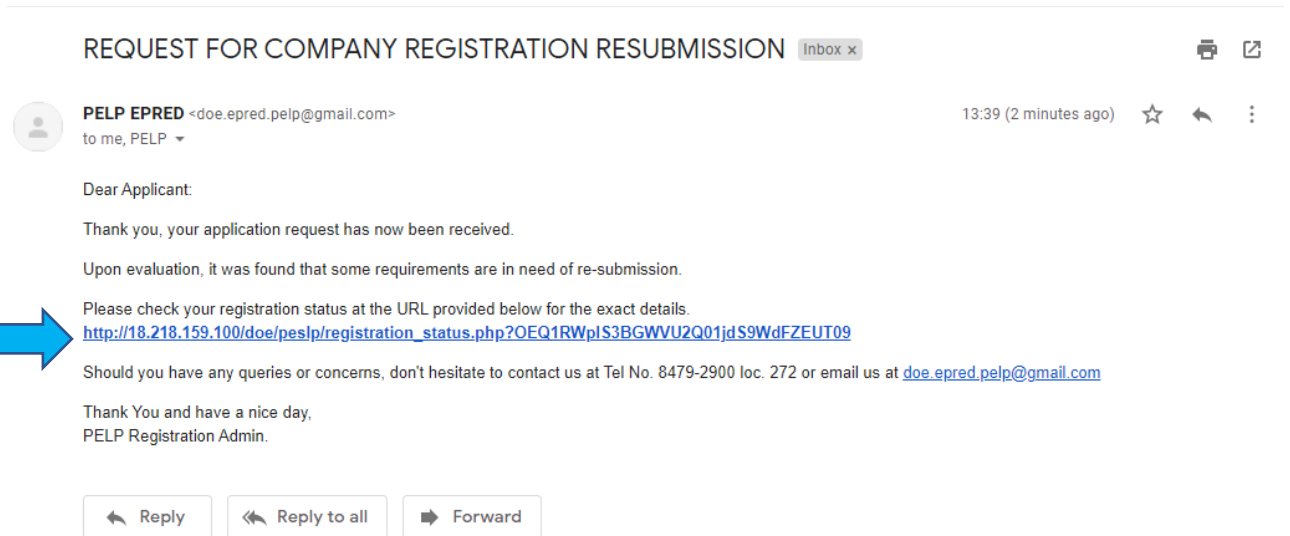 REQUEST FOR COMPANY REGISTRATION RESUBMISSION Inbox x
PELP EPRED <doe.epred.pelp@gmail.com> 13:39 (2 minutes ago)
to me, PELP
Dear Applicant:
Thank you, your application request has now been received.
Upon evaluation, it was found that some requirements are in need of re-submission.
Please check your registration status at the URL provided below for the exact details.
http://18.218.159.100/doe/peslp/registration_status.php?OEQ1RWplS3BGWVU2Q01jdS9WdFZEUT09
Should you have any queries or concerns, don't hesitate to contact us at Tel No. 8479-2900 loc. 272 or email us at doe.epred.pelp@gmail.com
Thank You and have a nice day,
PELP Registration Admin.
Reply Reply to all Forward